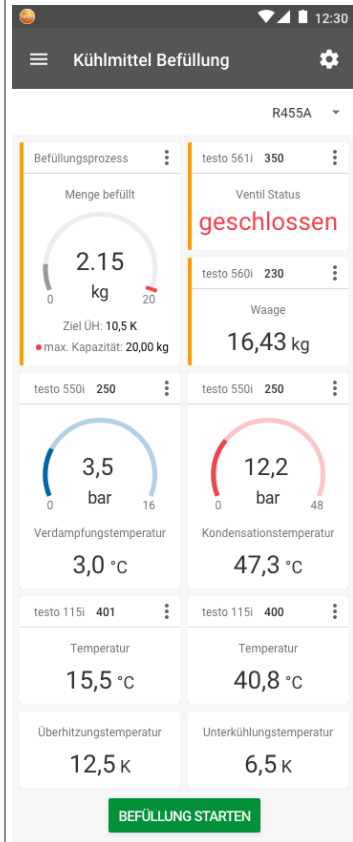 testo
12:30
Kühlmittel Befüllung
R455A
Befüllungsprozess
Menge befüllt
2.15
kg
0 20
Ziel ÜH: 10,5 K
max. Kapazität: 20,00 kg
testo 561i 350
Ventil Status
geschlossen
testo 560i 230
Waage
16,43 kg
testo 550i 250
3,5
bar
0 16
Verdampfungstemperatur
3,0 °C
testo 550i 250
12,2
bar
0 48
Kondensationstemperatur
47,3 °C
testo 115i 401
Temperatur
15,5 °C
testo 115i 400
Temperatur
40,8 °C
Überhitzungstemperatur
12,5 K
Unterkühlungstemperatur
6,5 K
BEFÜLLUNG STARTEN